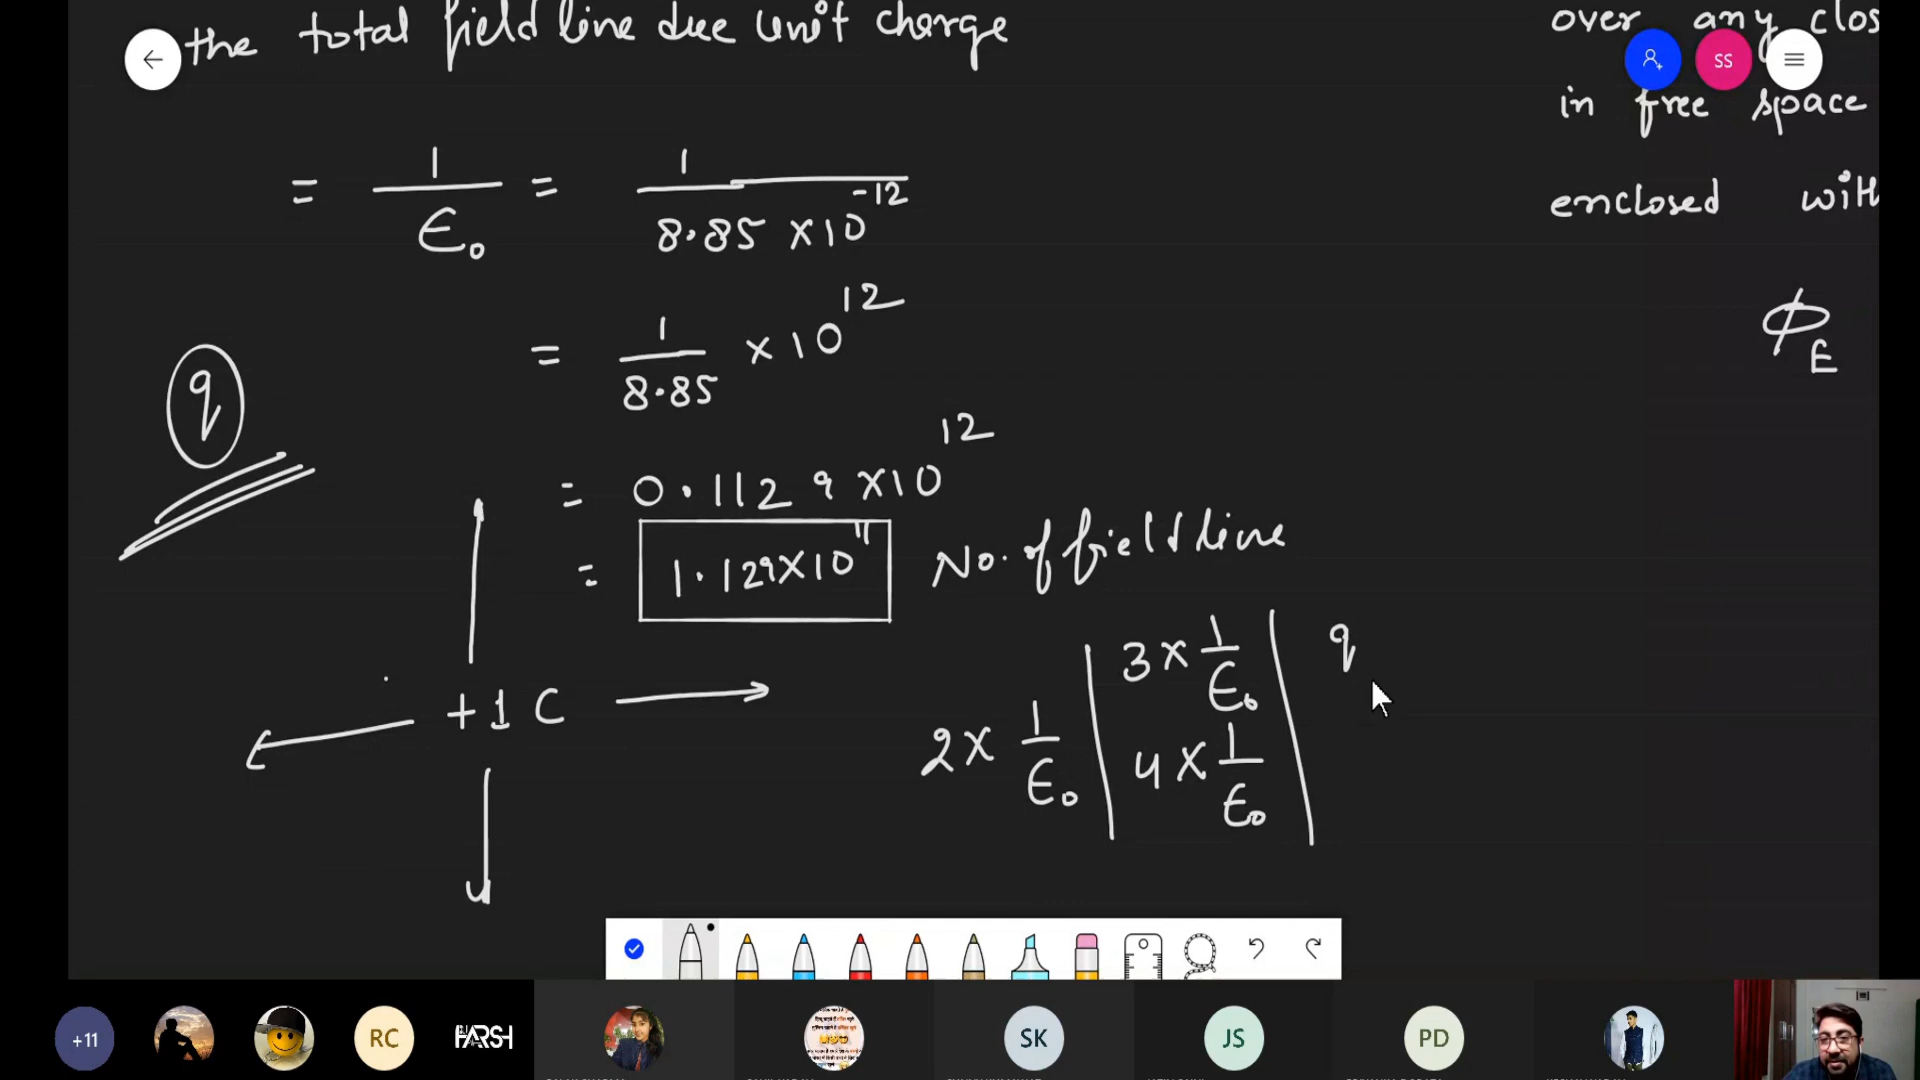 the total field line due unit charge
= 1/ε₀ = 1/8.85 ×10⁻¹²
= 1/8.85 ×10¹²
q
= 0.1129 ×10¹²
= 1.129×10¹¹ No. of field line
+1 C
2× 1/ε₀
3× 1/ε₀
4× 1/ε₀
q
over any clos
in free space
enclosed with
ϕE
SS
+11
RC
HARSH
SK
JS
PD